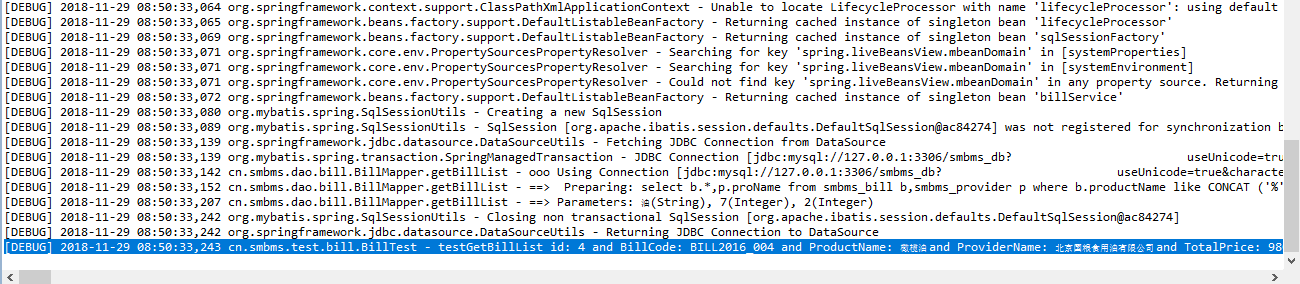 [DEBUG] 2018-11-29 08:50:33,064 org.springframework.context.support.ClassPathXmlApplicationContext - Unable to locate LifecycleProcessor with name 'lifecycleProcessor': using default
[DEBUG] 2018-11-29 08:50:33,065 org.springframework.beans.factory.support.DefaultListableBeanFactory - Returning cached instance of singleton bean 'lifecycleProcessor'
[DEBUG] 2018-11-29 08:50:33,069 org.springframework.beans.factory.support.DefaultListableBeanFactory - Returning cached instance of singleton bean 'sqlSessionFactory'
[DEBUG] 2018-11-29 08:50:33,071 org.springframework.core.env.PropertySourcesPropertyResolver - Searching for key 'spring.liveBeansView.mbeanDomain' in [systemProperties]
[DEBUG] 2018-11-29 08:50:33,071 org.springframework.core.env.PropertySourcesPropertyResolver - Searching for key 'spring.liveBeansView.mbeanDomain' in [systemEnvironment]
[DEBUG] 2018-11-29 08:50:33,071 org.springframework.core.env.PropertySourcesPropertyResolver - Could not find key 'spring.liveBeansView.mbeanDomain' in any property source. Returning
[DEBUG] 2018-11-29 08:50:33,072 org.springframework.beans.factory.support.DefaultListableBeanFactory - Returning cached instance of singleton bean 'billService'
[DEBUG] 2018-11-29 08:50:33,080 org.mybatis.spring.SqlSessionUtils - Creating a new SqlSession
[DEBUG] 2018-11-29 08:50:33,089 org.mybatis.spring.SqlSessionUtils - SqlSession [org.apache.ibatis.session.defaults.DefaultSqlSession@ac84274] was not registered for synchronization b
[DEBUG] 2018-11-29 08:50:33,139 org.springframework.jdbc.datasource.DataSourceUtils - Fetching JDBC Connection from DataSource
[DEBUG] 2018-11-29 08:50:33,139 org.mybatis.spring.transaction.SpringManagedTransaction - JDBC Connection [jdbc:mysql://127.0.0.1:3306/smbms_db? useUnicode=tru
[DEBUG] 2018-11-29 08:50:33,142 cn.smbms.dao.bill.BillMapper.getBillList - ooo Using Connection [jdbc:mysql://127.0.0.1:3306/smbms_db? useUnicode=true&characte
[DEBUG] 2018-11-29 08:50:33,152 cn.smbms.dao.bill.BillMapper.getBillList - ==>  Preparing: select b.*,p.proName from smbms_bill b,smbms_provider p where b.productName like CONCAT ('%'
[DEBUG] 2018-11-29 08:50:33,207 cn.smbms.dao.bill.BillMapper.getBillList - ==> Parameters: 油(String), 7(Integer), 2(Integer)
[DEBUG] 2018-11-29 08:50:33,242 org.mybatis.spring.SqlSessionUtils - Closing non transactional SqlSession [org.apache.ibatis.session.defaults.DefaultSqlSession@ac84274]
[DEBUG] 2018-11-29 08:50:33,242 org.springframework.jdbc.datasource.DataSourceUtils - Returning JDBC Connection to DataSource
[DEBUG] 2018-11-29 08:50:33,243 cn.smbms.test.bill.BillTest - testGetBillList id: 4 and BillCode: BILL2016_004 and ProductName: 橄榄油 and ProviderName: 北京国粮食用油有限公司 and TotalPrice: 98